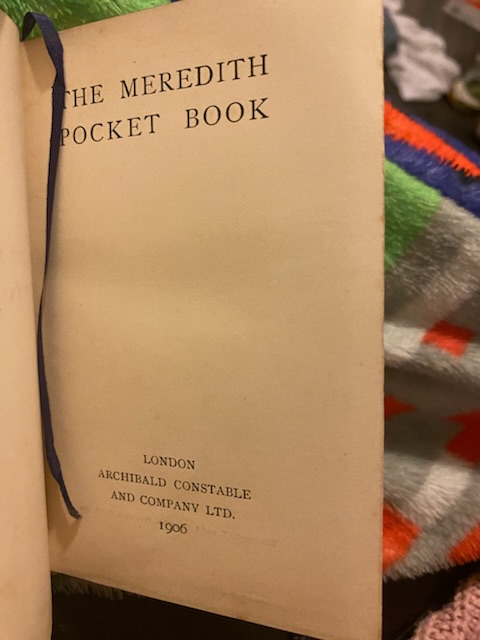 THE MEREDITH
POCKET BOOK
LONDON
ARCHIBALD CONSTABLE
AND COMPANY LTD.
1906